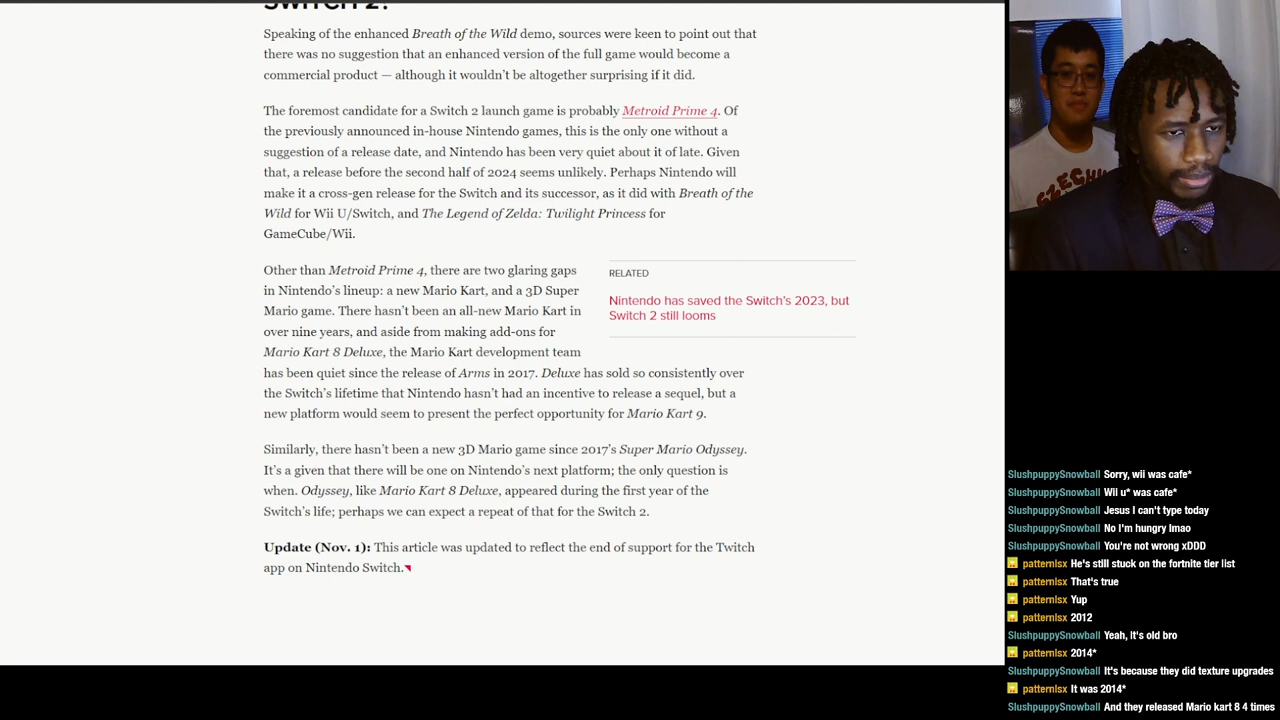 SWITCH 2?
Speaking of the enhanced Breath of the Wild demo, sources were keen to point out that
there was no suggestion that an enhanced version of the full game would become a
commercial product — although it wouldn't be altogether surprising if it did.
The foremost candidate for a Switch 2 launch game is probably Metroid Prime 4. Of
the previously announced in-house Nintendo games, this is the only one without a
suggestion of a release date, and Nintendo has been very quiet about it of late. Given
that, a release before the second half of 2024 seems unlikely. Perhaps Nintendo will
make it a cross-gen release for the Switch and its successor, as it did with Breath of the
Wild for Wii U/Switch, and The Legend of Zelda: Twilight Princess for
GameCube/Wii.
Other than Metroid Prime 4, there are two glaring gaps
in Nintendo's lineup: a new Mario Kart, and a 3D Super
Mario game. There hasn't been an all-new Mario Kart in
over nine years, and aside from making add-ons for
Mario Kart 8 Deluxe, the Mario Kart development team
has been quiet since the release of Arms in 2017. Deluxe has sold so consistently over
the Switch's lifetime that Nintendo hasn't had an incentive to release a sequel, but a
new platform would seem to present the perfect opportunity for Mario Kart 9.
RELATED
Nintendo has saved the Switch's 2023, but
Switch 2 still looms
Similarly, there hasn't been a new 3D Mario game since 2017's Super Mario Odyssey.
It's a given that there will be one on Nintendo's next platform; the only question is
when. Odyssey, like Mario Kart 8 Deluxe, appeared during the first year of the
Switch's life; perhaps we can expect a repeat of that for the Switch 2.
Update (Nov. 1): This article was updated to reflect the end of support for the Twitch
app on Nintendo Switch.
SlushpuppySnowball Sorry, wii was cafe*
SlushpuppySnowball Wii u* was cafe*
SlushpuppySnowball Jesus I can't type today
SlushpuppySnowball No I'm hungry lmao
SlushpuppySnowball You're not wrong xDDD
patternlsx He's still stuck on the fortnite tier list
patternlsx That's true
patternlsx Yup
patternlsx 2012
SlushpuppySnowball Yeah, it's old bro
patternlsx 2014*
SlushpuppySnowball It's because they did texture upgrades
patternlsx It was 2014*
SlushpuppySnowball And they released Mario kart 8 4 times